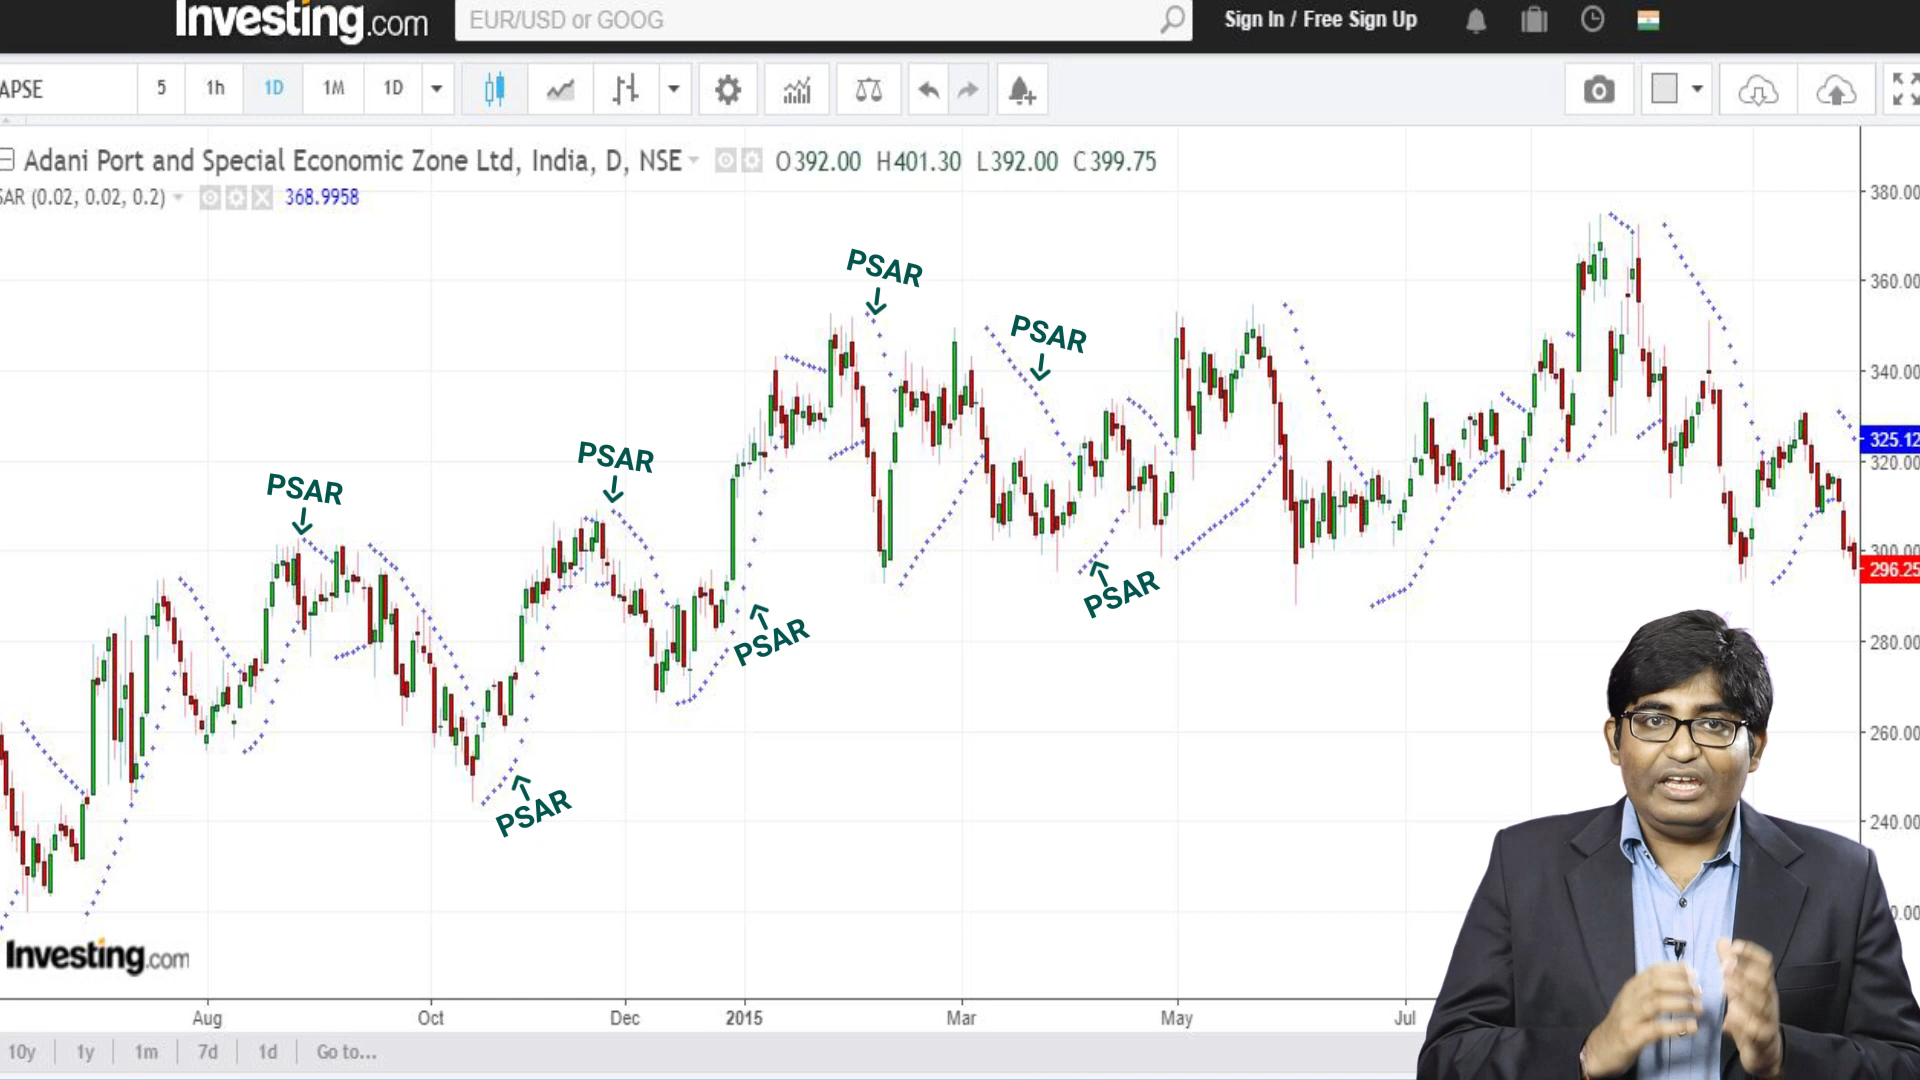 Investing.com
EUR/USD or GOOG
Sign In / Free Sign Up
APSE
5
1h
1D
1M
1D
Adani Port and Special Economic Zone Ltd, India, D, NSE
O392.00 H401.30 L392.00 C399.75
SAR (0.02, 0.02, 0.2)
368.9958
380.00
PSAR
360.00
PSAR
340.00
PSAR
325.12
320.00
PSAR
300.00
296.25
PSAR
PSAR
280.00
260.00
PSAR
240.00
0.00
Investing.com
Aug
Oct
Dec
2015
Mar
May
Jul
10y
1y
1m
7d
1d
Go to...